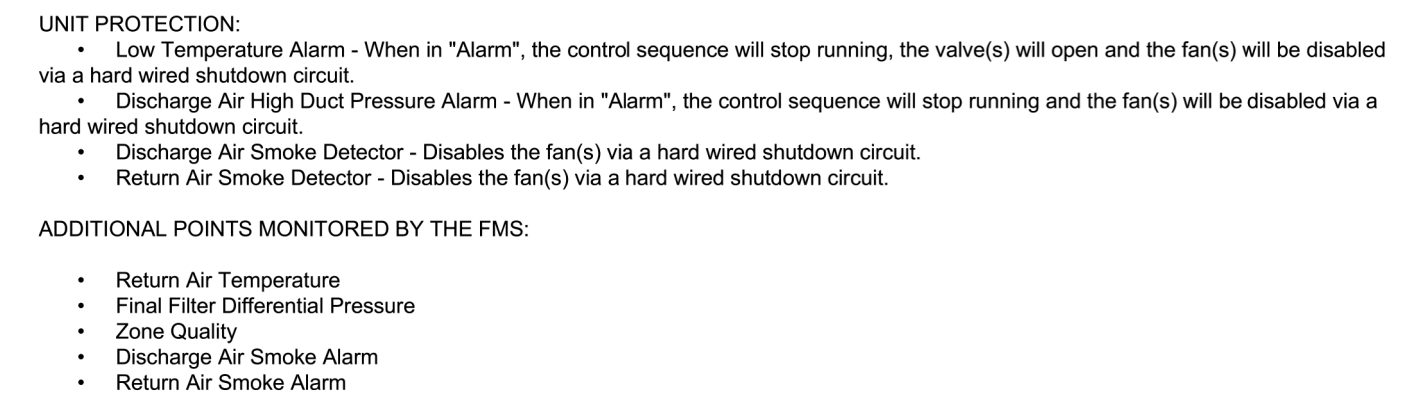 UNIT PROTECTION:
• Low Temperature Alarm - When in "Alarm", the control sequence will stop running, the valve(s) will open and the fan(s) will be disabled
via a hard wired shutdown circuit.
• Discharge Air High Duct Pressure Alarm - When in "Alarm", the control sequence will stop running and the fan(s) will be disabled via a
hard wired shutdown circuit.
• Discharge Air Smoke Detector - Disables the fan(s) via a hard wired shutdown circuit.
• Return Air Smoke Detector - Disables the fan(s) via a hard wired shutdown circuit.
ADDITIONAL POINTS MONITORED BY THE FMS:
• Return Air Temperature
• Final Filter Differential Pressure
• Zone Quality
• Discharge Air Smoke Alarm
• Return Air Smoke Alarm